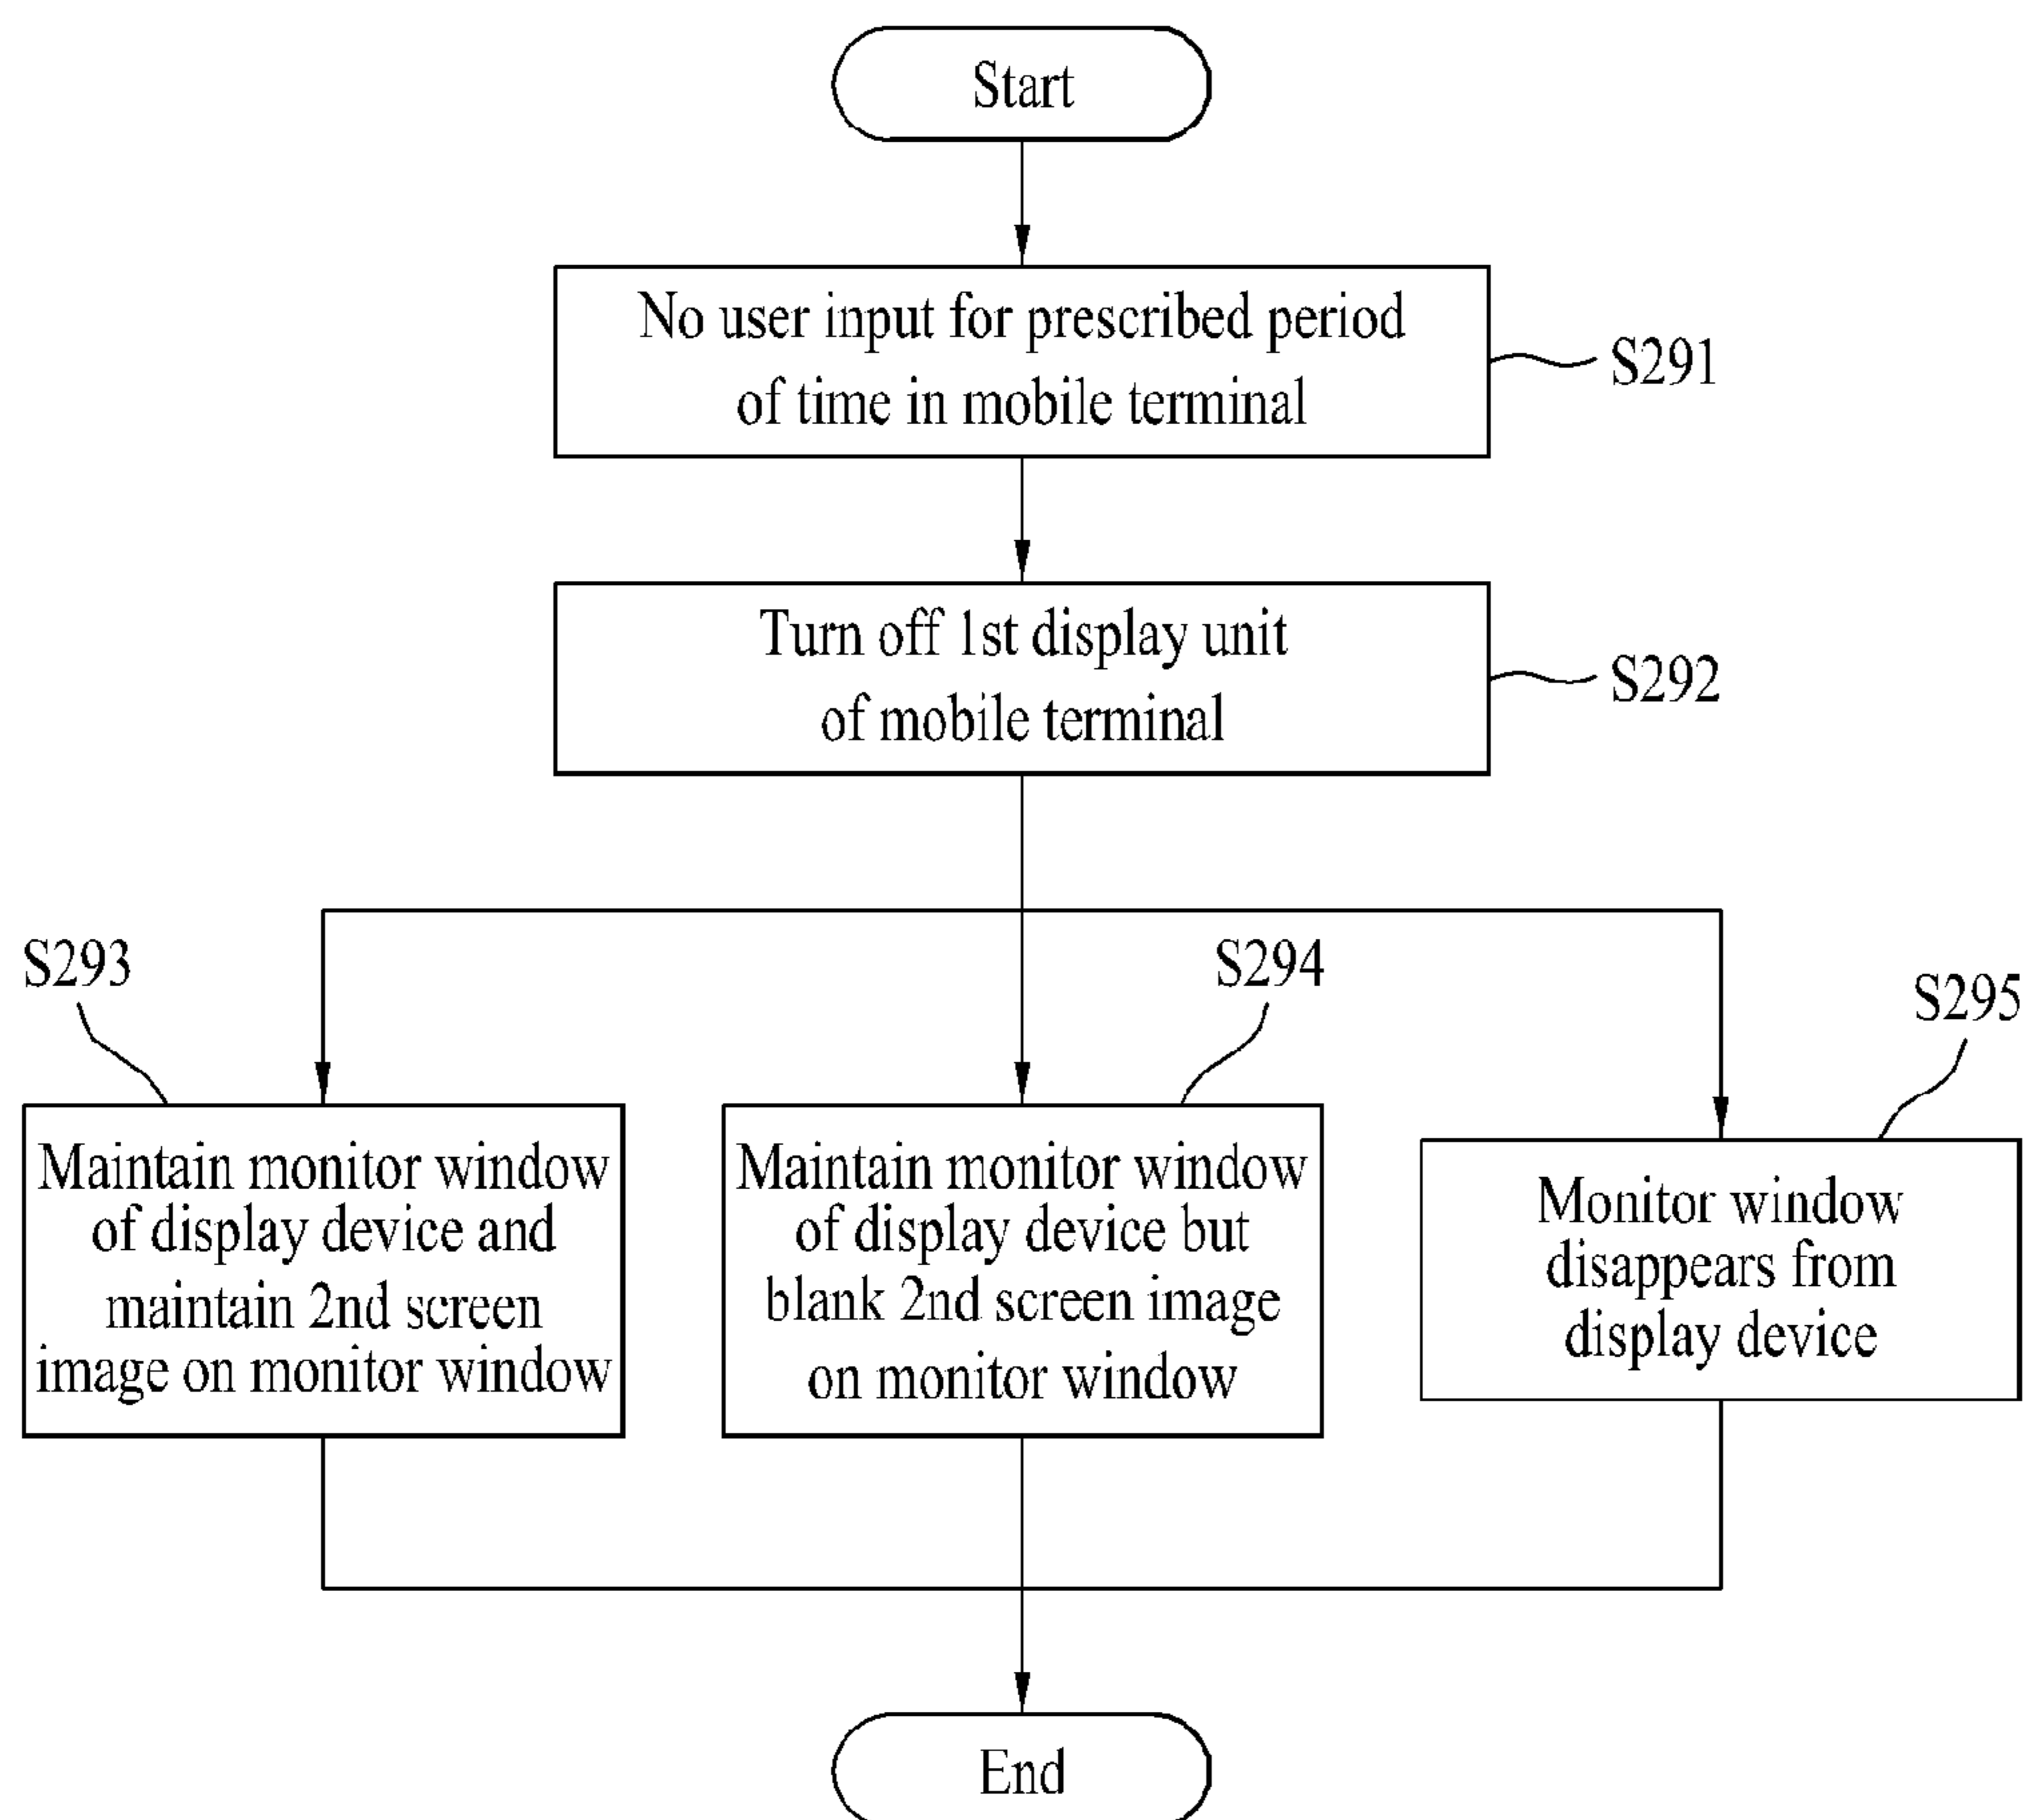 Start
No user input for prescribed period
of time in mobile terminal
S291
Turn off 1st display unit
of mobile terminal
S292
S293
Maintain monitor window
of display device and
maintain 2nd screen
image on monitor window
S294
Maintain monitor window
of display device but
blank 2nd screen image
on monitor window
S295
Monitor window
disappears from
display device
End